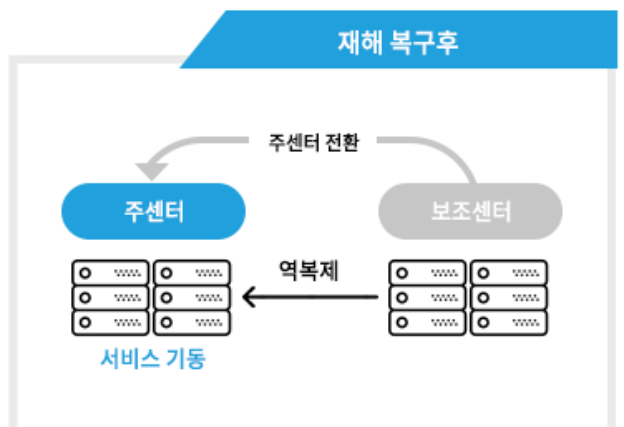 재해 복구후
주센터 전환
주센터
보조센터
역복제
서비스 기동